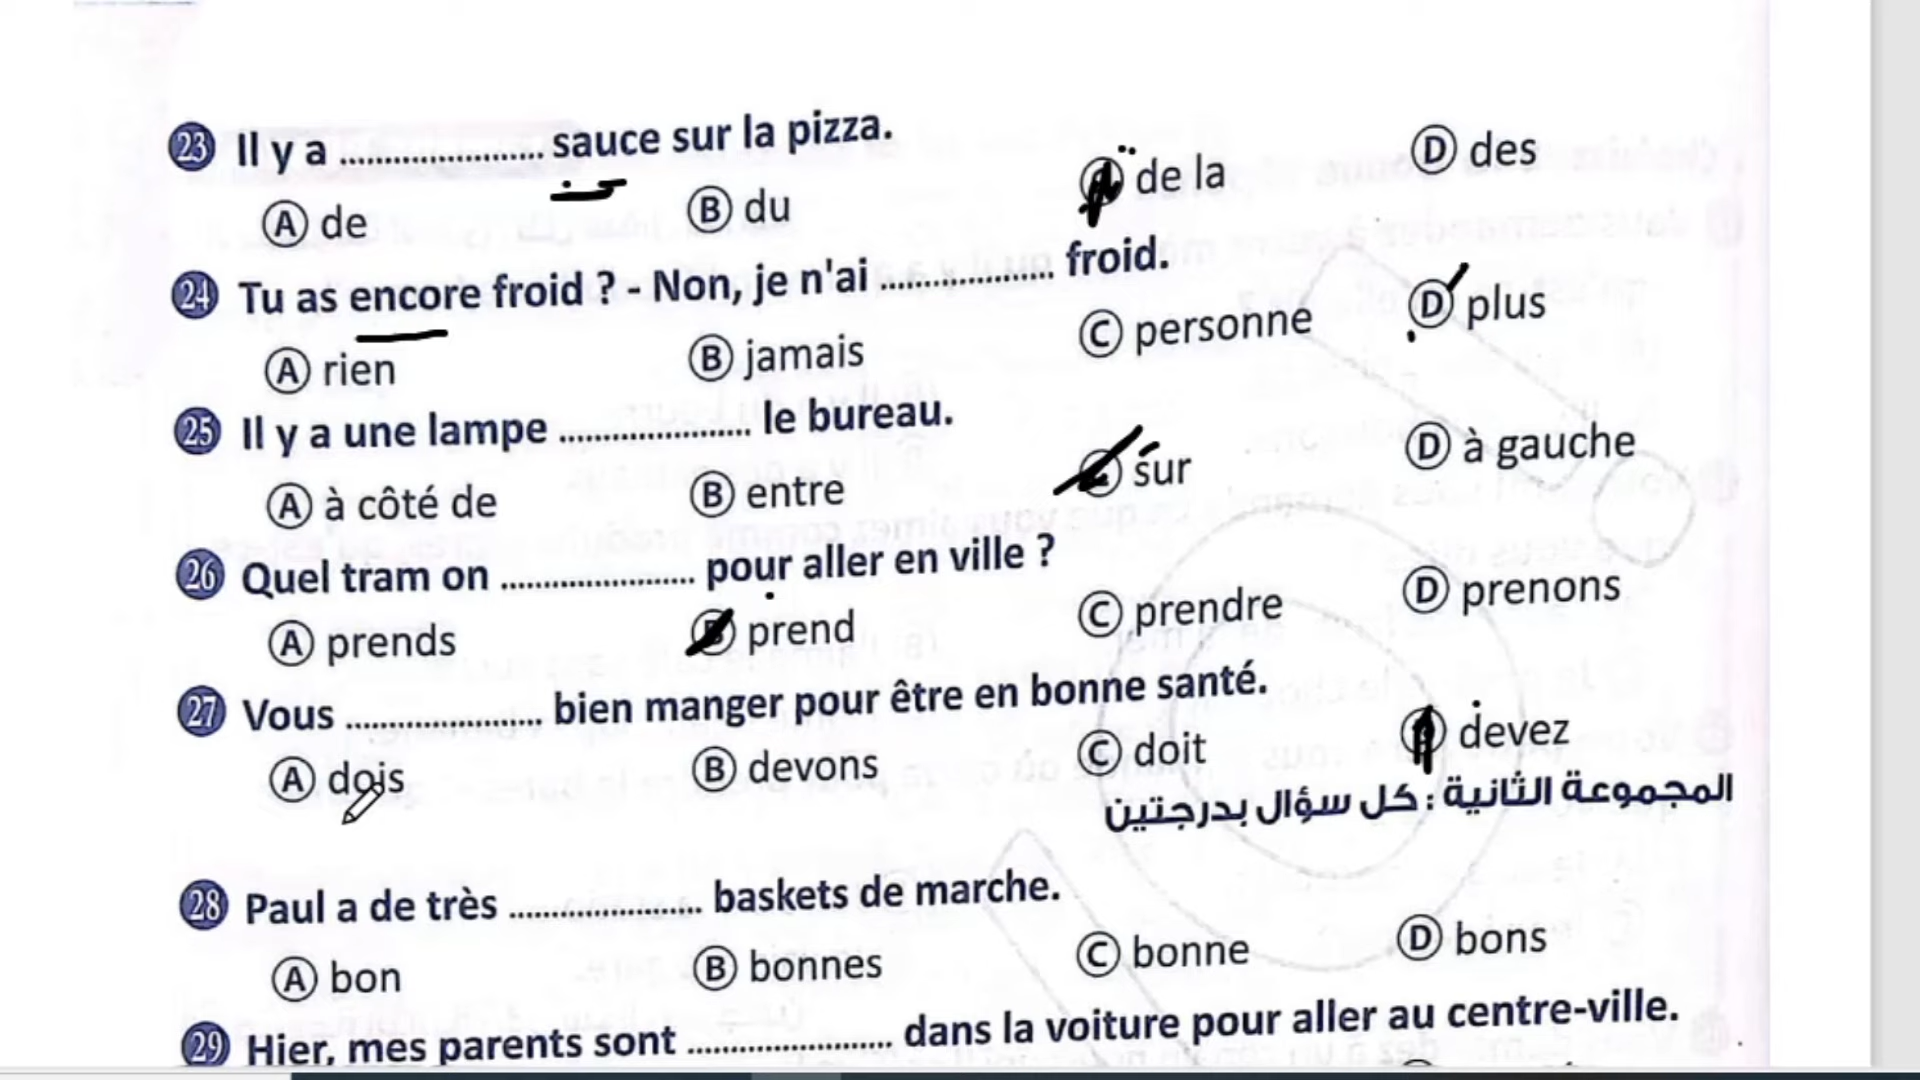 23 Il y a ...................... sauce sur la pizza.
A de B du C de la D des
24 Tu as encore froid ? - Non, je n'ai ................... froid.
A rien B jamais C personne D plus
25 Il y a une lampe ..................... le bureau.
A à côté de B entre C sur D à gauche
26 Quel tram on ..................... pour aller en ville ?
A prends B prend C prendre D prenons
27 Vous ..................... bien manger pour être en bonne santé.
A dois B devons C doit D devez
المجموعة الثانية : كل سؤال بدرجتين
28 Paul a de très ..................... baskets de marche.
A bon B bonnes C bonne D bons
29 Hier, mes parents sont ...................... dans la voiture pour aller au centre-ville.